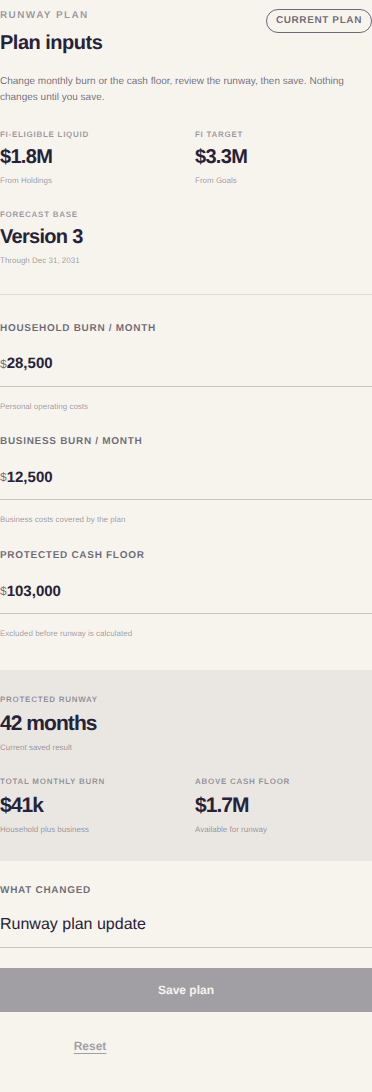 RUNWAY PLAN
CURRENT PLAN
Plan inputs
Change monthly burn or the cash floor, review the runway, then save. Nothing
changes until you save.
FI-ELIGIBLE LIQUID
$1.8M
From Holdings
FI TARGET
$3.3M
From Goals
FORECAST BASE
Version 3
Through Dec 31, 2031
HOUSEHOLD BURN / MONTH
$28,500
Personal operating costs
BUSINESS BURN / MONTH
$12,500
Business costs covered by the plan
PROTECTED CASH FLOOR
$103,000
Excluded before runway is calculated
PROTECTED RUNWAY
42 months
Current saved result
TOTAL MONTHLY BURN
$41k
Household plus business
ABOVE CASH FLOOR
$1.7M
Available for runway
WHAT CHANGED
Runway plan update
Save plan
Reset